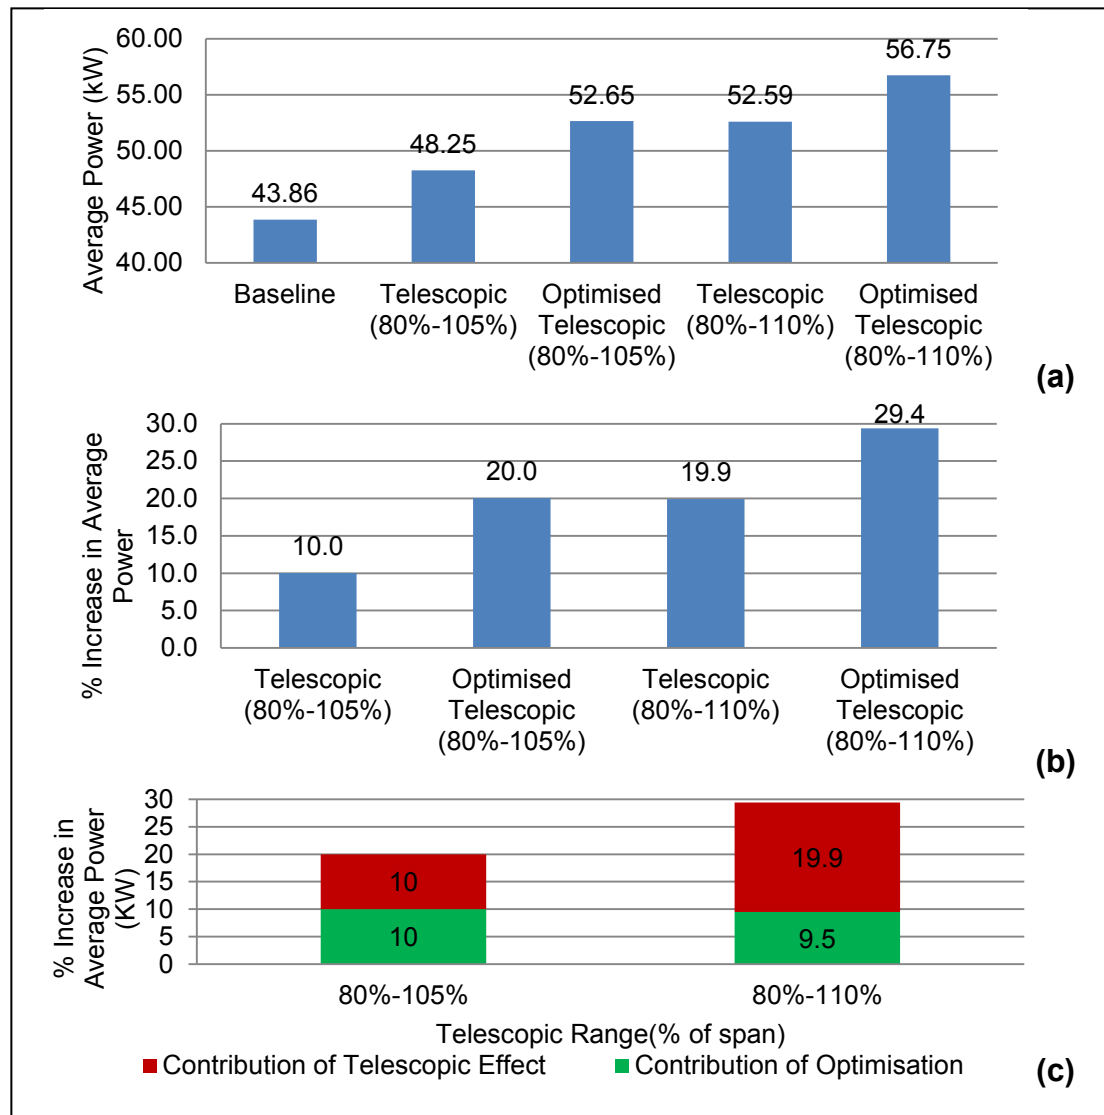 Average Power (kW)
60.00
55.00
50.00
45.00
40.00
43.86
48.25
52.65
52.59
56.75
Baseline
Telescopic
(80%-105%)
Optimised
Telescopic
(80%-105%)
Telescopic
(80%-110%)
Optimised
Telescopic
(80%-110%)
(a)
% Increase in Average
Power
30.0
25.0
20.0
15.0
10.0
5.0
0.0
10.0
20.0
19.9
29.4
Telescopic
(80%-105%)
Optimised
Telescopic
(80%-105%)
Telescopic
(80%-110%)
Optimised
Telescopic
(80%-110%)
(b)
% Increase in
Average Power
(KW)
30
25
20
15
10
5
0
10
10
19.9
9.5
80%-105%
80%-110%
Telescopic Range(% of span)
Contribution of Telescopic Effect
Contribution of Optimisation
(c)